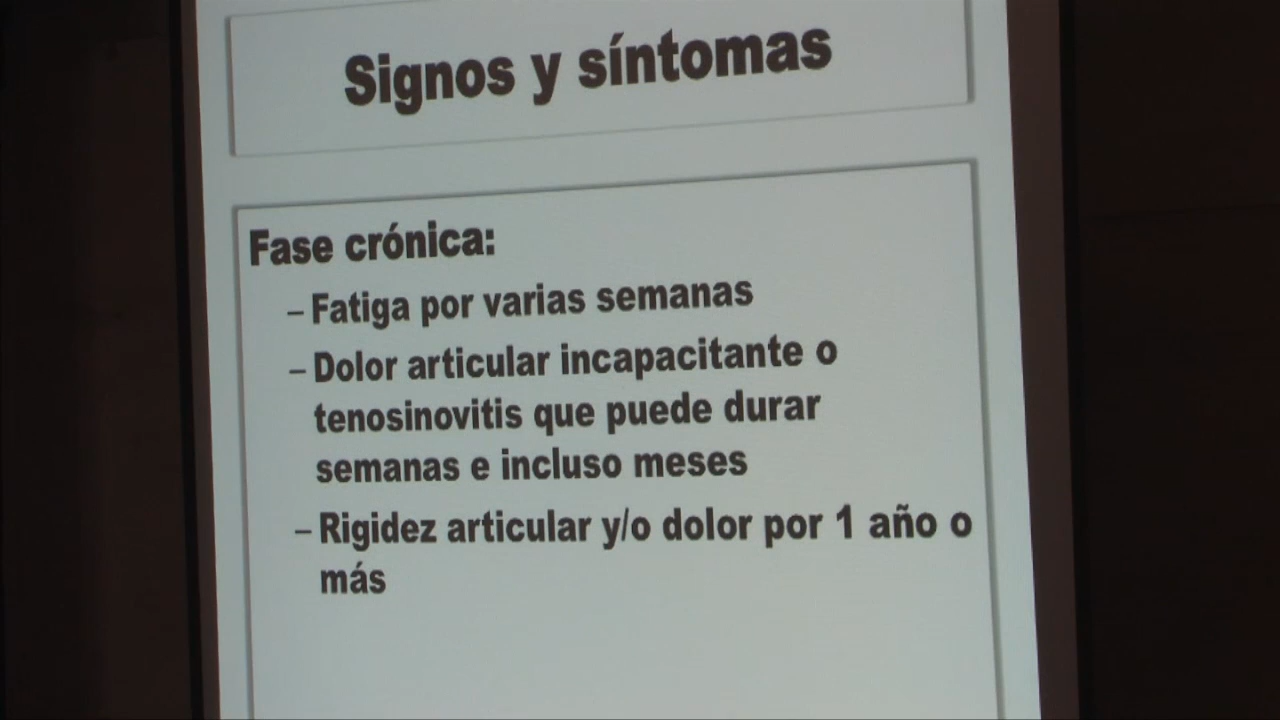 Signos y síntomas
Fase crónica:
– Fatiga por varias semanas
– Dolor articular incapacitante o
tenosinovitis que puede durar
semanas e incluso meses
– Rigidez articular y/o dolor por 1 año o
más